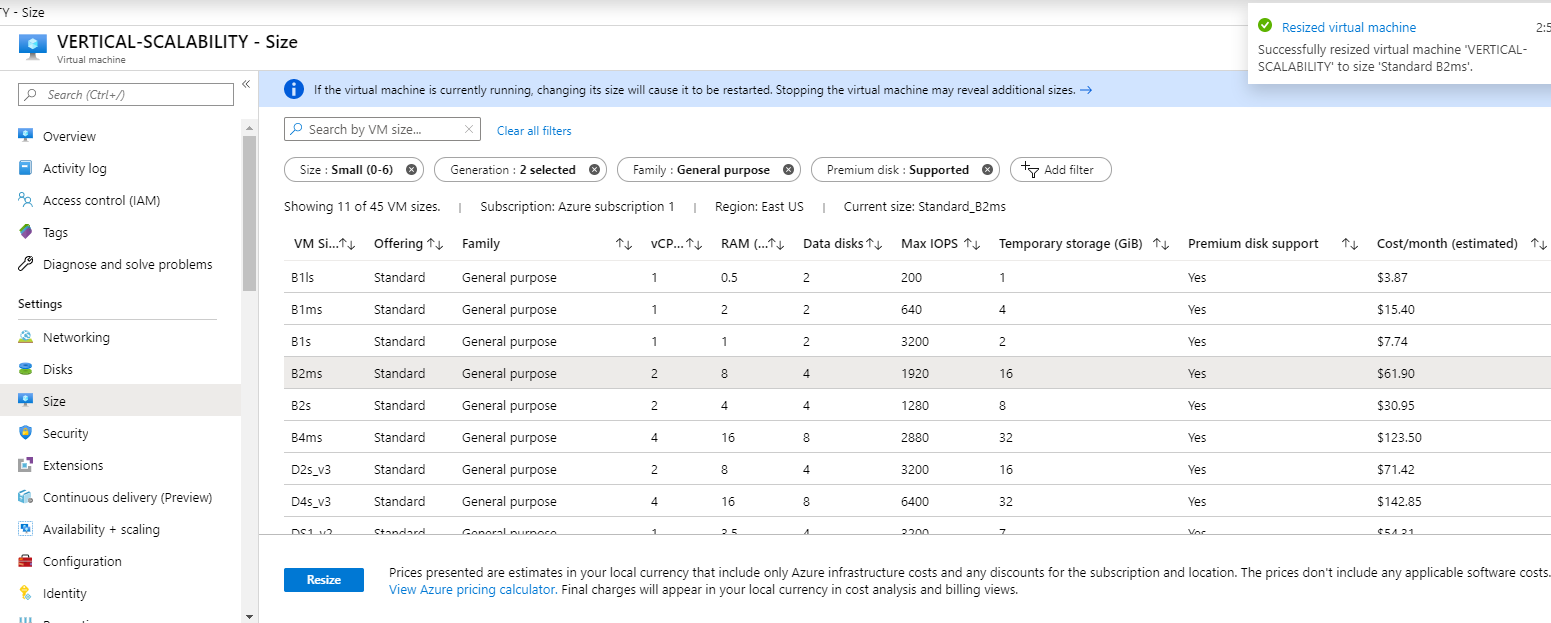 TY - Size
VERTICAL-SCALABILITY - Size
Virtual machine
Resized virtual machine
Successfully resized virtual machine 'VERTICAL-
SCALABILITY' to size 'Standard B2ms'.
Search (Ctrl+/)
Overview
Activity log
Access control (IAM)
Tags
Diagnose and solve problems
Settings
Networking
Disks
Size
Security
Extensions
Continuous delivery (Preview)
Availability + scaling
Configuration
Identity
If the virtual machine is currently running, changing its size will cause it to be restarted. Stopping the virtual machine may reveal additional sizes. →
Search by VM size... Clear all filters
Size : Small (0-6) Generation : 2 selected Family : General purpose Premium disk : Supported Add filter
Showing 11 of 45 VM sizes. | Subscription: Azure subscription 1 | Region: East US | Current size: Standard_B2ms
VM Si...↑↓ Offering ↑↓ Family ↑↓ vCP...↑↓ RAM (...↑↓ Data disks ↑↓ Max IOPS ↑↓ Temporary storage (GiB) ↑↓ Premium disk support ↑↓ Cost/month (estimated) ↑↓
B1ls Standard General purpose 1 0.5 2 200 1 Yes $3.87
B1ms Standard General purpose 1 2 2 640 4 Yes $15.40
B1s Standard General purpose 1 1 2 3200 2 Yes $7.74
B2ms Standard General purpose 2 8 4 1920 16 Yes $61.90
B2s Standard General purpose 2 4 4 1280 8 Yes $30.95
B4ms Standard General purpose 4 16 8 2880 32 Yes $123.50
D2s_v3 Standard General purpose 2 8 4 3200 16 Yes $71.42
D4s_v3 Standard General purpose 4 16 8 6400 32 Yes $142.85
DS1_v2 Standard General purpose 1 3.5 4 3200 7 Yes $54.31
Resize
Prices presented are estimates in your local currency that include only Azure infrastructure costs and any discounts for the subscription and location. The prices don't include any applicable software costs.
View Azure pricing calculator. Final charges will appear in your local currency in cost analysis and billing views.